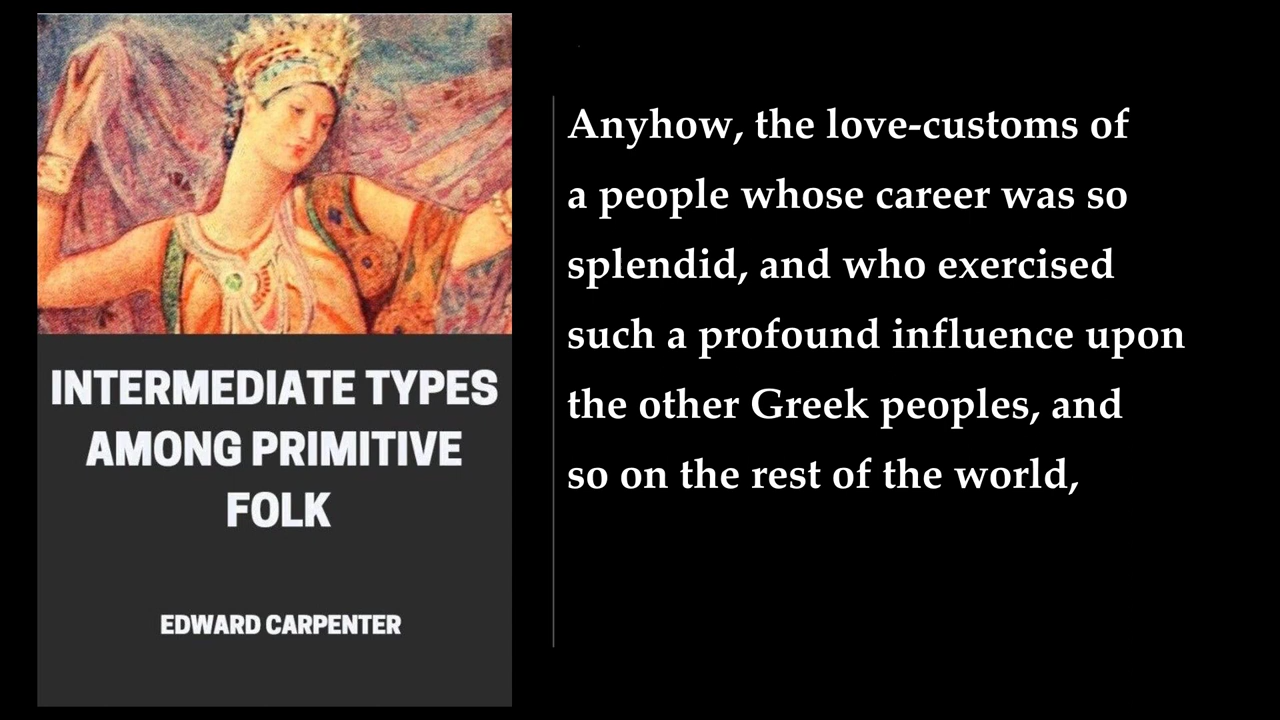 INTERMEDIATE TYPES
AMONG PRIMITIVE
FOLK
EDWARD CARPENTER
Anyhow, the love-customs of
a people whose career was so
splendid, and who exercised
such a profound influence upon
the other Greek peoples, and
so on the rest of the world,